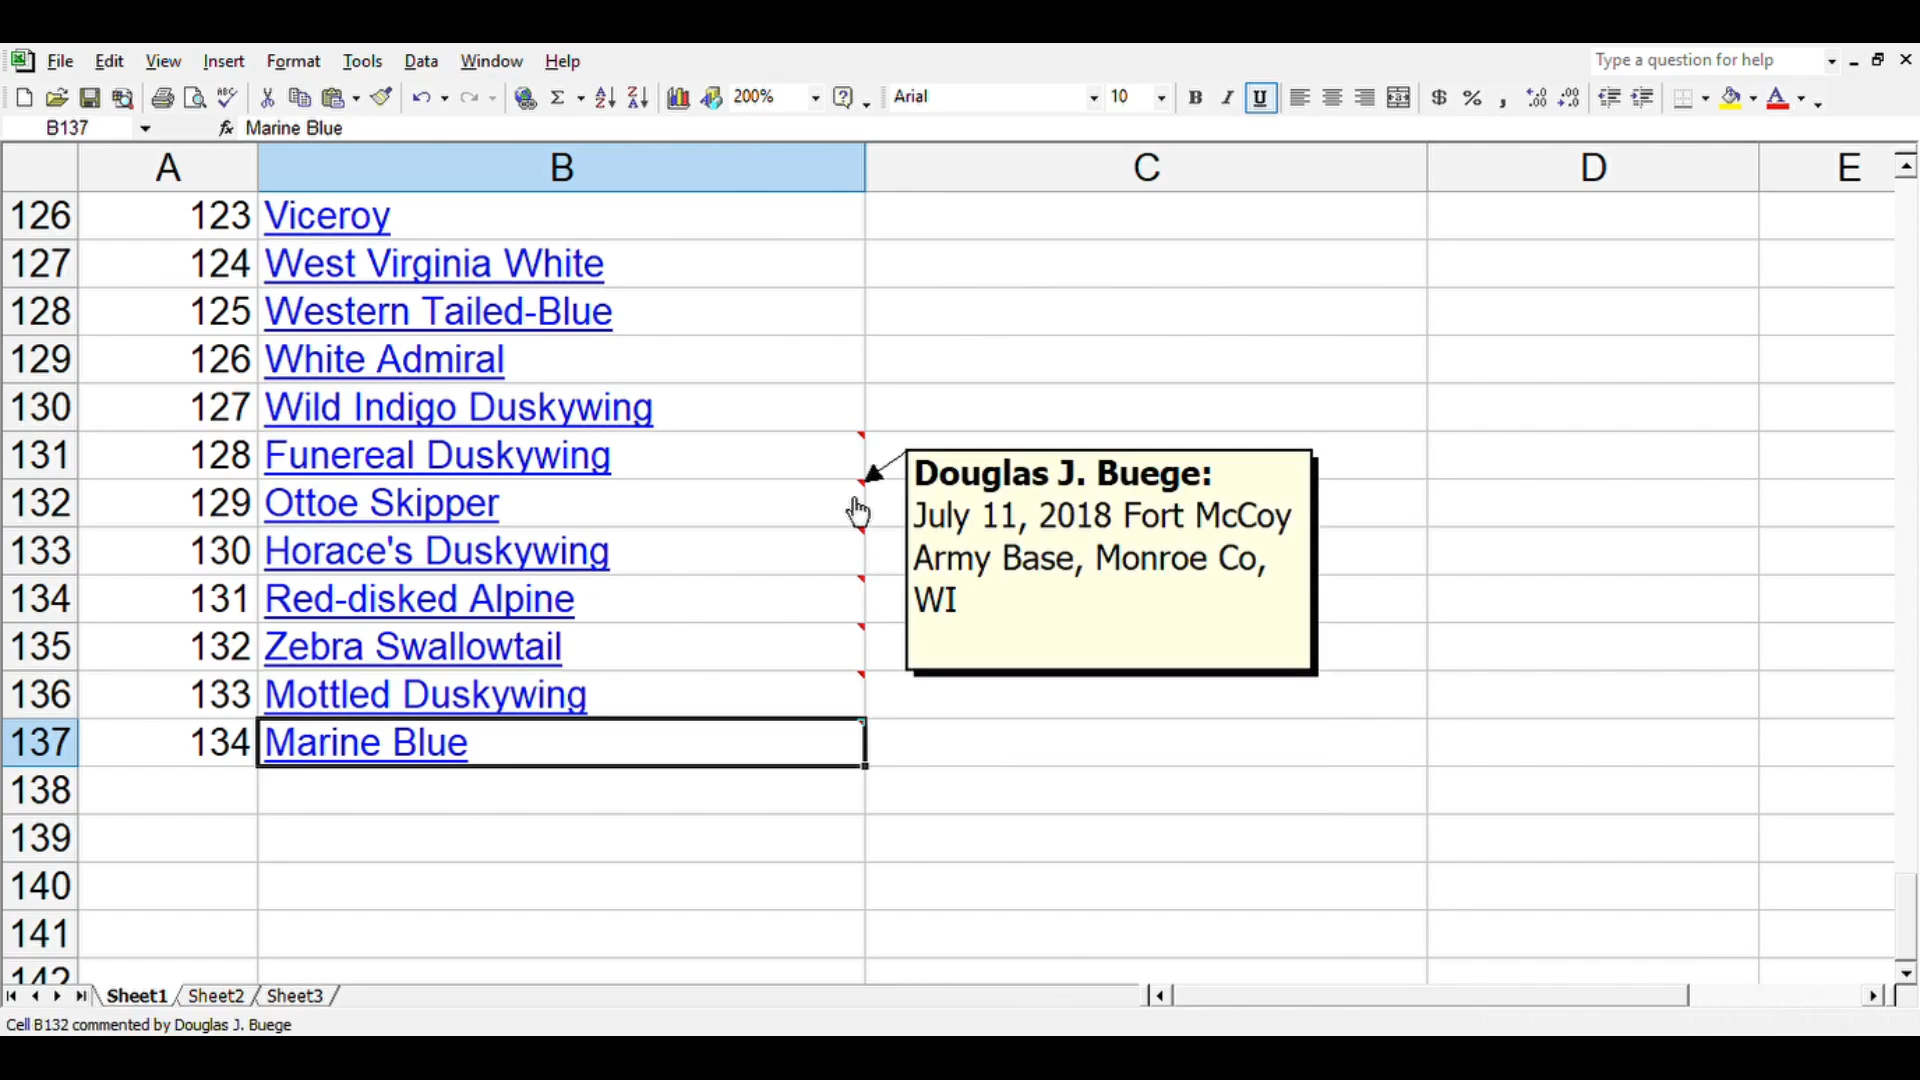 File Edit View Insert Format Tools Data Window Help Type a question for help
200% Arial 10 B I U $ % ,
B137 fx Marine Blue
A B C D E
126 123 Viceroy
127 124 West Virginia White
128 125 Western Tailed-Blue
129 126 White Admiral
130 127 Wild Indigo Duskywing
131 128 Funereal Duskywing
132 129 Ottoe Skipper
133 130 Horace's Duskywing
134 131 Red-disked Alpine
135 132 Zebra Swallowtail
136 133 Mottled Duskywing
137 134 Marine Blue
138
139
140
141
142
Douglas J. Buege:
July 11, 2018 Fort McCoy
Army Base, Monroe Co,
WI
Sheet1 Sheet2 Sheet3
Cell B132 commented by Douglas J. Buege